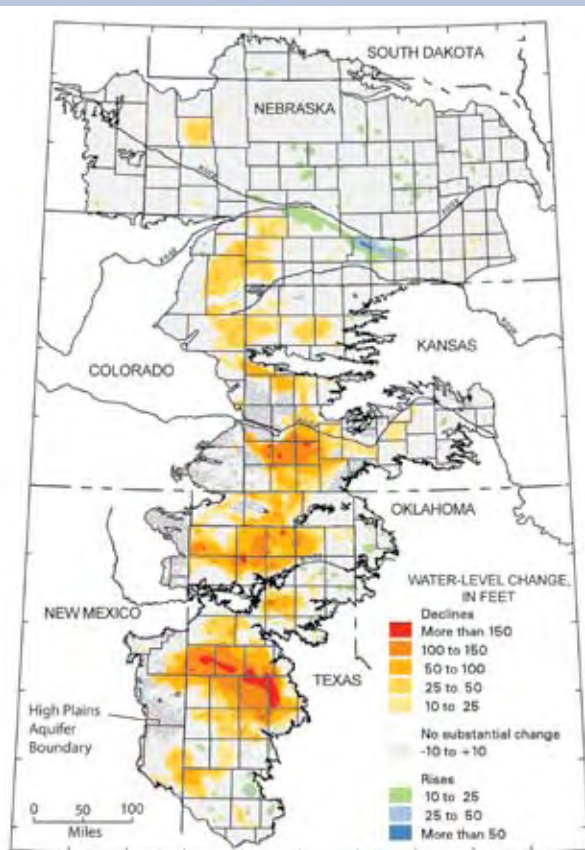 SOUTH DAKOTA
NEBRASKA
COLORADO
KANSAS
OKLAHOMA
NEW MEXICO
TEXAS
High Plains
Aquifer
Boundary
0 50 100
Miles
WATER-LEVEL CHANGE,
IN FEET
Declines
More than 150
100 to 150
50 to 100
25 to 50
10 to 25
No substantial change
-10 to +10
Rises
10 to 25
25 to 50
More than 50